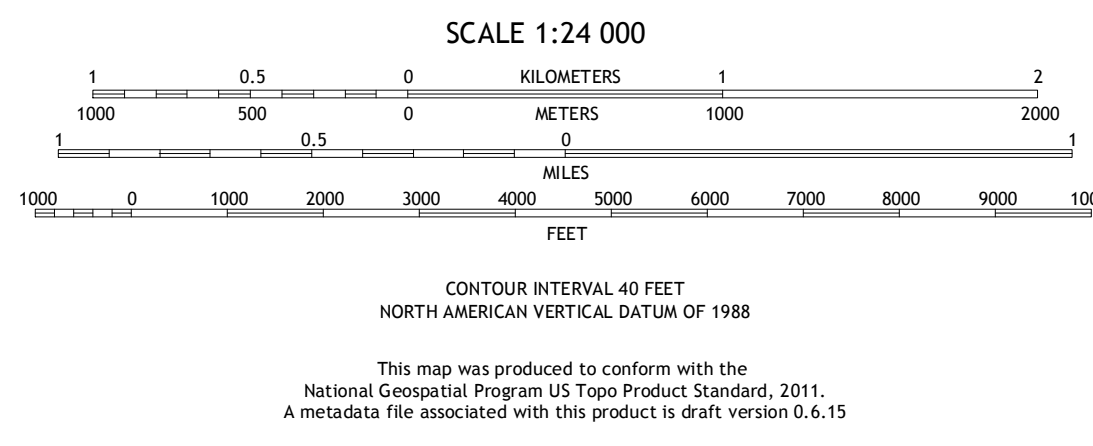 SCALE 1:24 000
1 0.5 0 KILOMETERS 1 2
1000 500 0 METERS 1000 2000
1 0.5 0 1
MILES
1000 0 1000 2000 3000 4000 5000 6000 7000 8000 9000 100
FEET
CONTOUR INTERVAL 40 FEET
NORTH AMERICAN VERTICAL DATUM OF 1988
This map was produced to conform with the
National Geospatial Program US Topo Product Standard, 2011.
A metadata file associated with this product is draft version 0.6.15